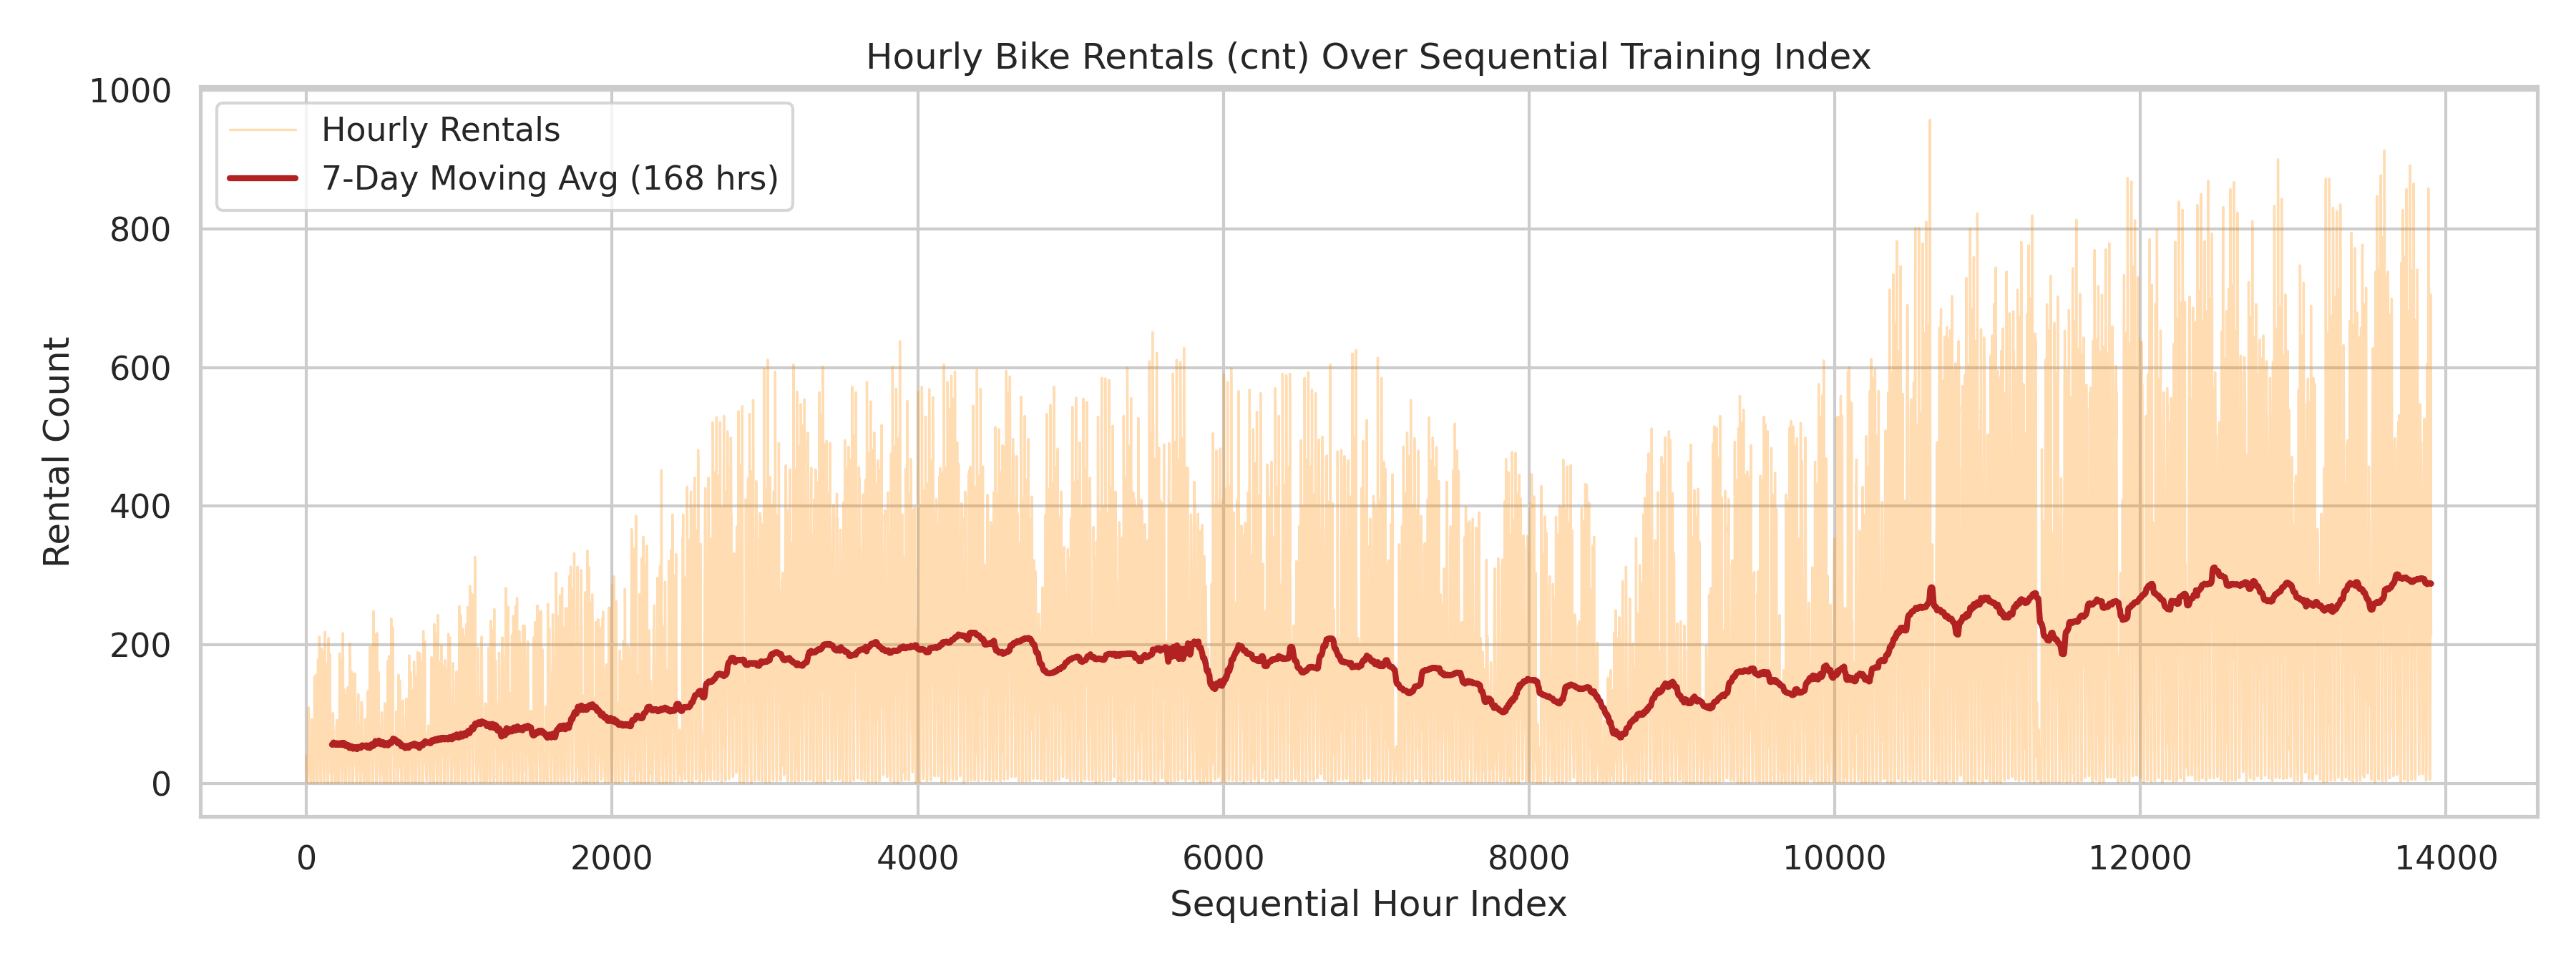 Hourly Bike Rentals (cnt) Over Sequential Training Index
Hourly Rentals
7-Day Moving Avg (168 hrs)
Rental Count
1000
800
600
400
200
0
0 2000 4000 6000 8000 10000 12000 14000
Sequential Hour Index